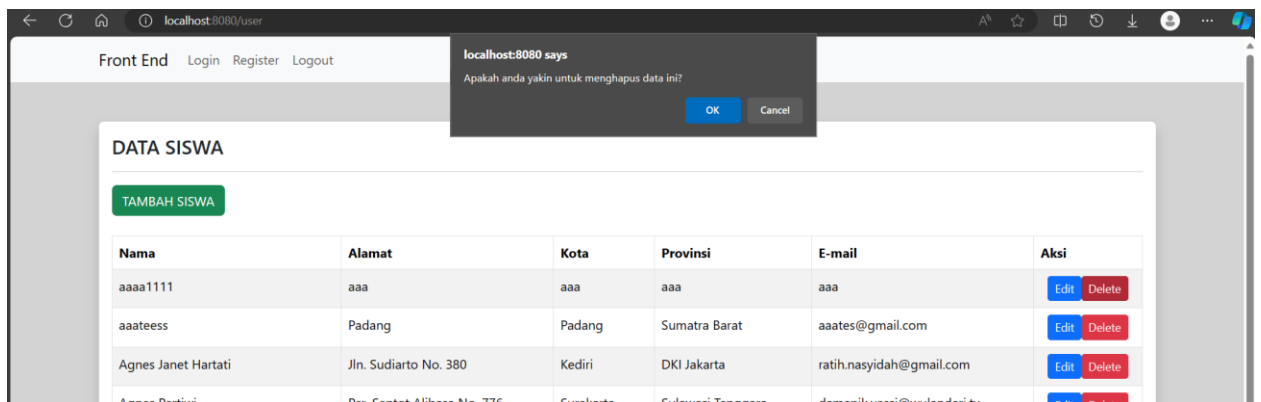 localhost:8080/user
localhost:8080 says
Apakah anda yakin untuk menghapus data ini?
OK Cancel
Front End Login Register Logout
DATA SISWA
TAMBAH SISWA
Nama Alamat Kota Provinsi E-mail Aksi
aaaa1111 aaa aaa aaa aaa Edit Delete
aaateess Padang Padang Sumatra Barat aaates@gmail.com Edit Delete
Agnes Janet Hartati Jln. Sudiarto No. 380 Kediri DKI Jakarta ratih.nasyidah@gmail.com Edit Delete